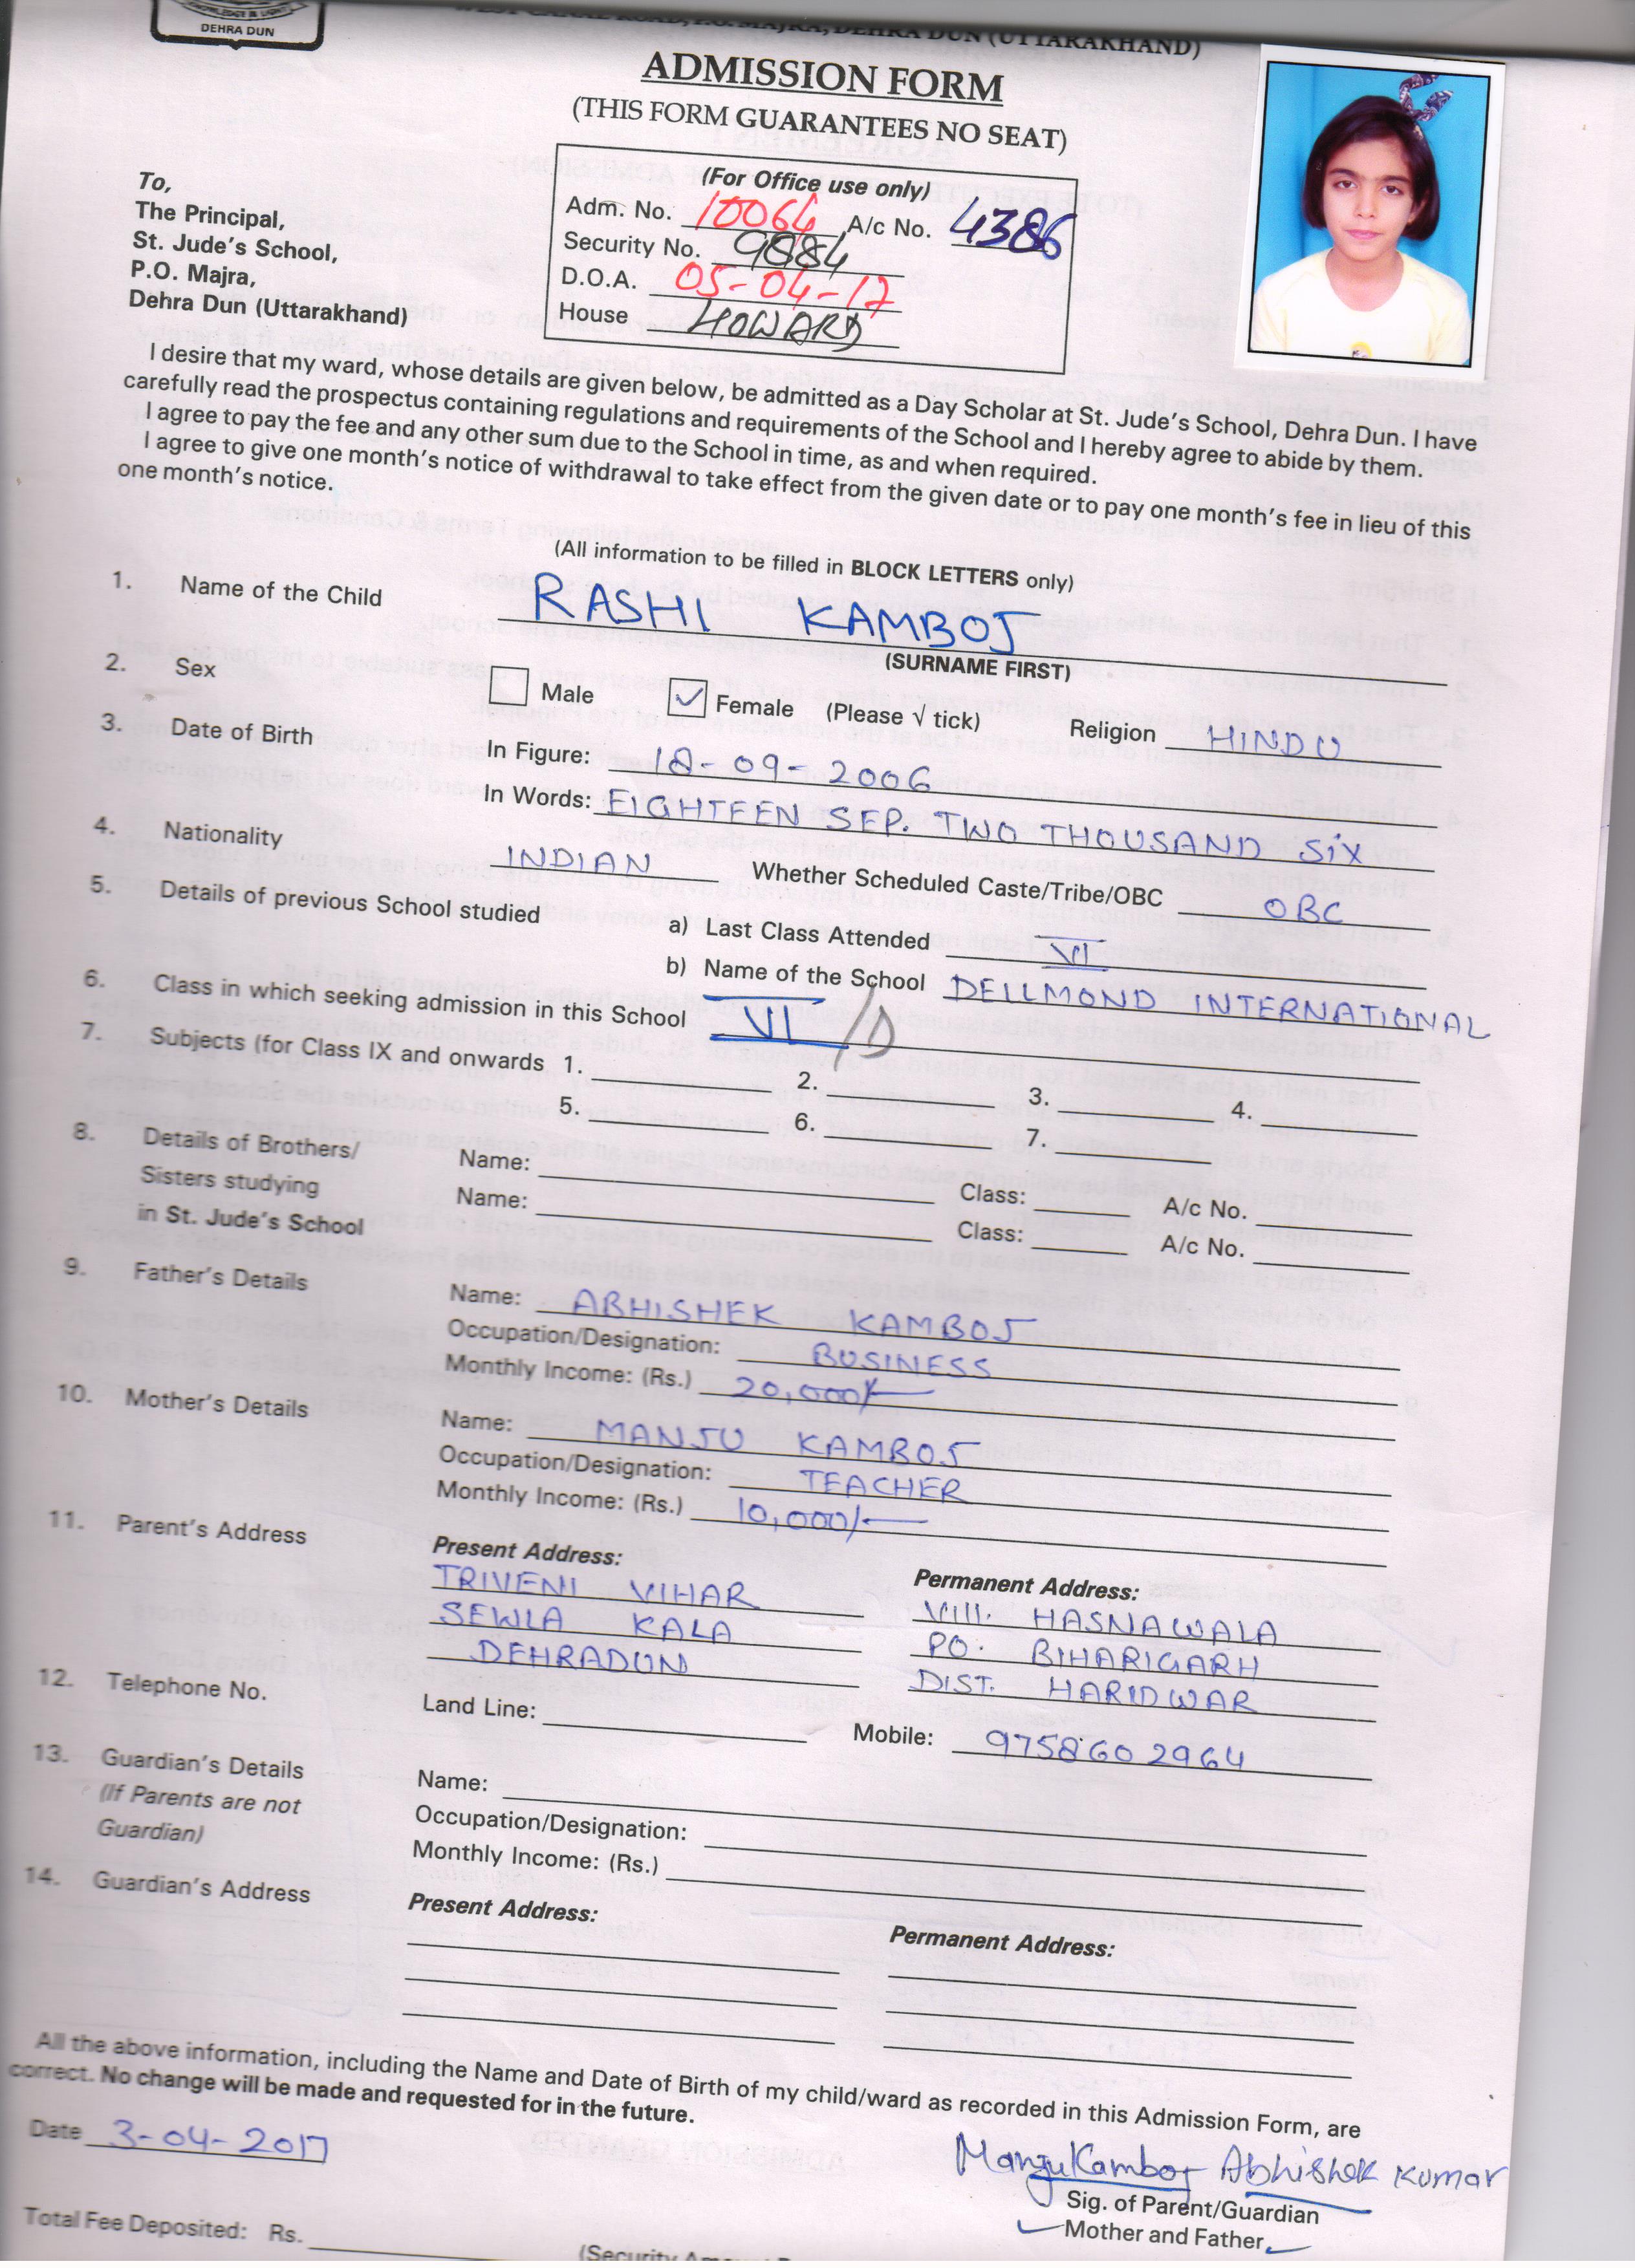 DEHRA DUN
WEST CANAL ROAD, P.O. MAJRA, DEHRA DUN (UTTARAKHAND)
ADMISSION FORM
(THIS FORM GUARANTEES NO SEAT)
(For Office use only)
Adm. No. 10064 A/c No. 4386
Security No. 9884
D.O.A. 05-04-17
House HOWARD
To,
The Principal,
St. Jude's School,
P.O. Majra,
Dehra Dun (Uttarakhand)
I desire that my ward, whose details are given below, be admitted as a Day Scholar at St. Jude's School, Dehra Dun. I have
carefully read the prospectus containing regulations and requirements of the School and I hereby agree to abide by them.
I agree to pay the fee and any other sum due to the School in time, as and when required.
I agree to give one month's notice of withdrawal to take effect from the given date or to pay one month's fee in lieu of this
one month's notice.
(All information to be filled in BLOCK LETTERS only)
1. Name of the Child RASHI KAMBOJ
(SURNAME FIRST)
2. Sex Male ✓ Female (Please √ tick) Religion HINDU
3. Date of Birth In Figure: 18-09-2006
In Words: EIGHTEEN SEP. TWO THOUSAND SIX
4. Nationality INDIAN Whether Scheduled Caste/Tribe/OBC OBC
5. Details of previous School studied a) Last Class Attended VI
b) Name of the School DELLMOND INTERNATIONAL
6. Class in which seeking admission in this School VI /D
7. Subjects (for Class IX and onwards 1. 2. 3. 4.
5. 6. 7.
8. Details of Brothers/ Name: Class: A/c No.
Sisters studying Name: Class: A/c No.
in St. Jude's School
9. Father's Details Name: ABHISHEK KAMBOJ
Occupation/Designation: BUSINESS
Monthly Income: (Rs.) 20,000/-
10. Mother's Details Name: MANJU KAMBOJ
Occupation/Designation: TEACHER
Monthly Income: (Rs.) 10,000/-
11. Parent's Address Present Address: Permanent Address:
TRIVENI VIHAR Vill. HASNAWALA
SEWLA KALA PO. BIHARIGARH
DEHRADUN DIST. HARIDWAR
12. Telephone No. Land Line: Mobile: 9758602964
13. Guardian's Details Name:
(If Parents are not Occupation/Designation:
Guardian) Monthly Income: (Rs.)
14. Guardian's Address Present Address: Permanent Address:
All the above information, including the Name and Date of Birth of my child/ward as recorded in this Admission Form, are
correct. No change will be made and requested for in the future.
Date 3-04-2017
Manju Kamboj Abhishek Kumar
Sig. of Parent/Guardian
Mother and Father
Total Fee Deposited: Rs.
(Security